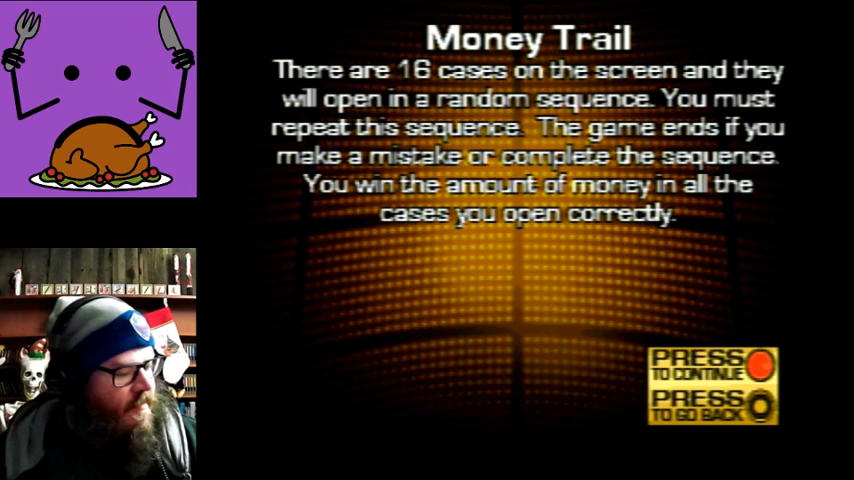 Money Trail
There are 16 cases on the screen and they
will open in a random sequence. You must
repeat this sequence. The game ends if you
make a mistake or complete the sequence.
You win the amount of money in all the
cases you open correctly.
PRESS
TO CONTINUE
PRESS
TO GO BACK